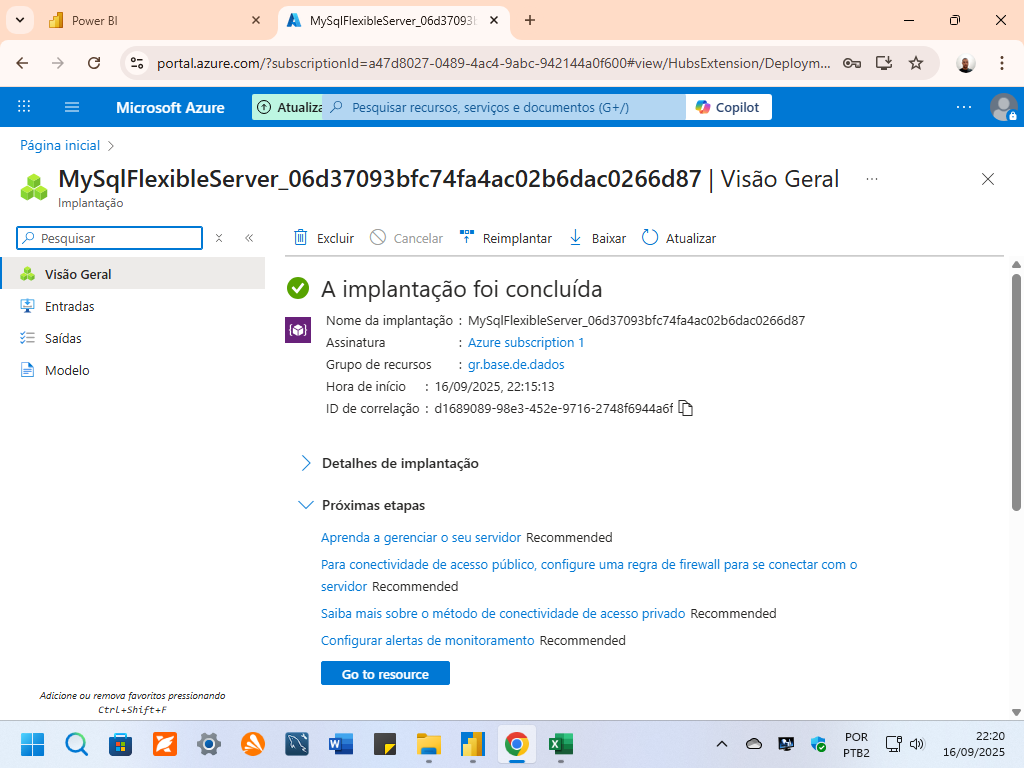 Power BI
MySqlFlexibleServer_06d37093b
portal.azure.com/?subscriptionId=a47d8027-0489-4ac4-9abc-942144a0f600#view/HubsExtension/Deploym...
Microsoft Azure
Atualiza
Pesquisar recursos, serviços e documentos (G+/)
Copilot
Página inicial
MySqlFlexibleServer_06d37093bfc74fa4ac02b6dac0266d87 | Visão Geral
Implantação
Pesquisar
Excluir
Cancelar
Reimplantar
Baixar
Atualizar
Visão Geral
Entradas
Saídas
Modelo
A implantação foi concluída
Nome da implantação : MySqlFlexibleServer_06d37093bfc74fa4ac02b6dac0266d87
Assinatura : Azure subscription 1
Grupo de recursos : gr.base.de.dados
Hora de início : 16/09/2025, 22:15:13
ID de correlação : d1689089-98e3-452e-9716-2748f6944a6f
Detalhes de implantação
Próximas etapas
Aprenda a gerenciar o seu servidor Recommended
Para conectividade de acesso público, configure uma regra de firewall para se conectar com o
servidor Recommended
Saiba mais sobre o método de conectividade de acesso privado Recommended
Configurar alertas de monitoramento Recommended
Go to resource
Adicione ou remova favoritos pressionando
Ctrl+Shift+F
POR
PTB2
22:20
16/09/2025